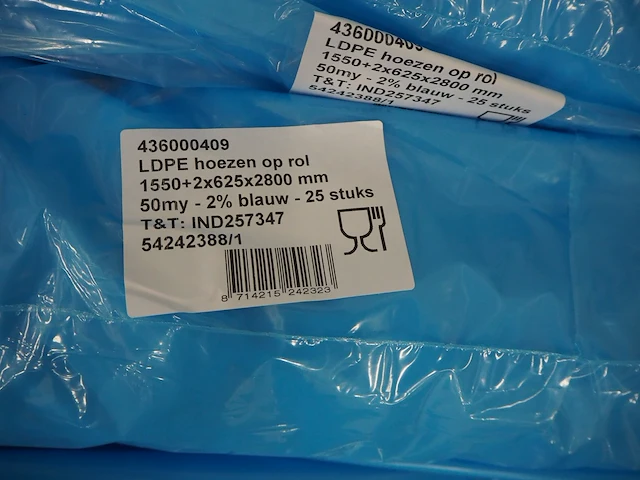 436000409
LDPE hoezen op rol
1550+2x625x2800 mm
50my - 2% blauw - 25 stuks
T&T: IND257347
54242388/1
436000409
LDPE hoezen op rol
1550+2x625x2800 mm
50my - 2% blauw - 25 stuks
T&T: IND257347
54242388/1
8 714215 242323